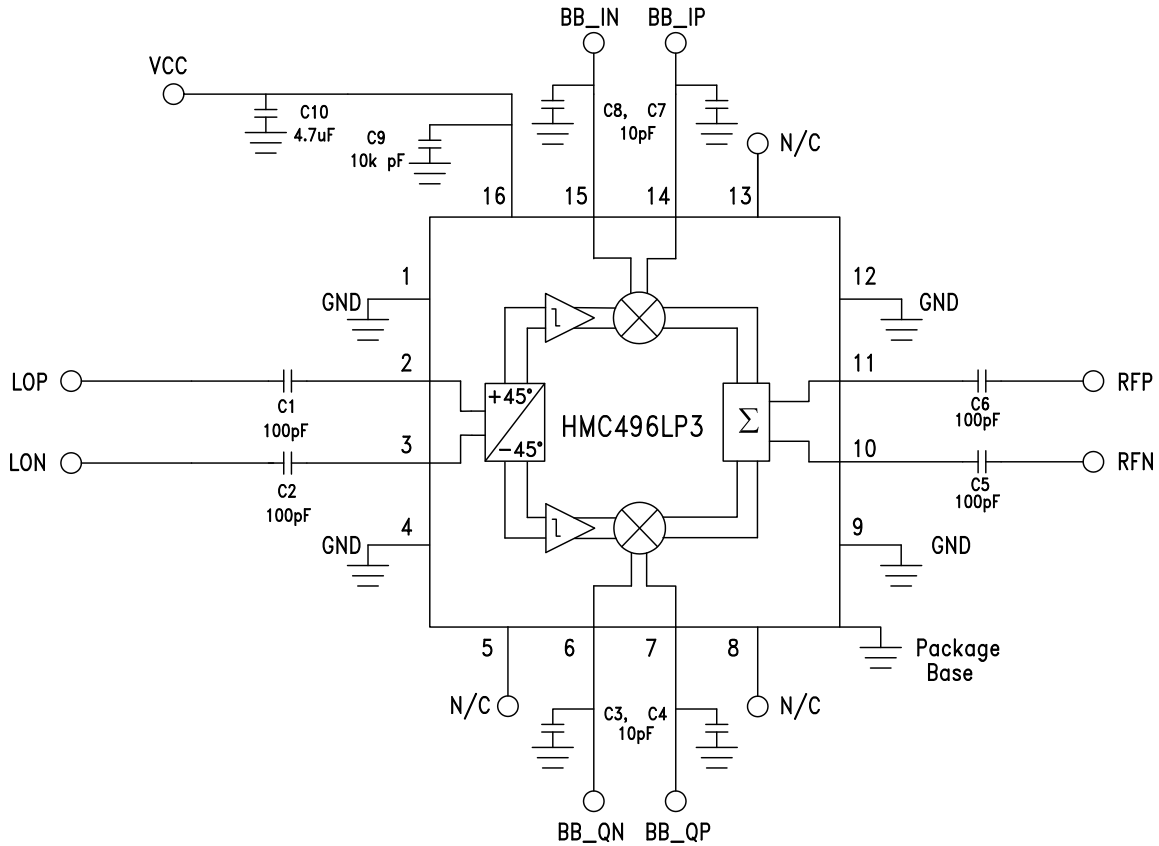 BB_IN BB_IP
VCC
C10
4.7uF
C9
10k pF
C8, C7
10pF
N/C
16 15 14 13
1
GND
12
GND
LOP
2
C1
100pF
11
C6
100pF
RFP
+45°
-45°
HMC496LP3
Σ
LON
3
C2
100pF
10
C5
100pF
RFN
4
GND
9
GND
5 6 7 8
Package
Base
N/C
C3, C4
10pF
N/C
BB_QN BB_QP